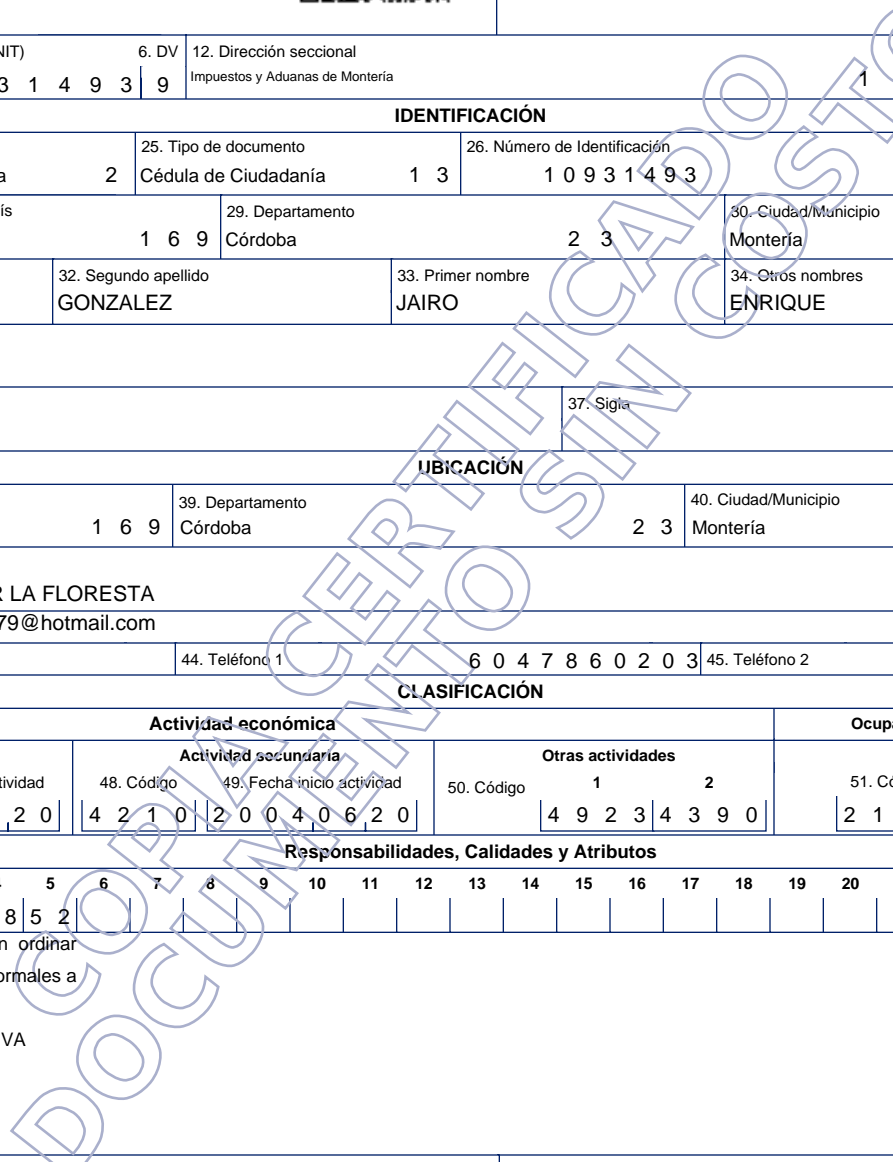 NIT) 6. DV 12. Dirección seccional
3 1 4 9 3 9 Impuestos y Aduanas de Montería 1
IDENTIFICACIÓN
25. Tipo de documento 26. Número de Identificación
a 2 Cédula de Ciudadanía 1 3 1 0 9 3 1 4 9 3
ís 29. Departamento 30. Ciudad/Municipio
1 6 9 Córdoba 2 3 Montería
32. Segundo apellido 33. Primer nombre 34. Otros nombres
GONZALEZ JAIRO ENRIQUE
37. Sigla
UBICACIÓN
39. Departamento 40. Ciudad/Municipio
1 6 9 Córdoba 2 3 Montería
R LA FLORESTA
79@hotmail.com
44. Teléfono 1 6 0 4 7 8 6 0 2 0 3 45. Teléfono 2
CLASIFICACIÓN
Actividad económica Ocupa
Actividad secundaria Otras actividades
tividad 48. Código 49. Fecha inicio actividad 50. Código 1 2 51. Có
2 0 4 2 1 0 2 0 0 4 0 6 2 0 4 9 2 3 4 3 9 0 2 1
Responsabilidades, Calidades y Atributos
5 6 7 8 9 10 11 12 13 14 15 16 17 18 19 20
8 5 2
n ordinar
ormales a
VA
COPIA CERTIFICADO
DOCUMENTO SIN COSTO